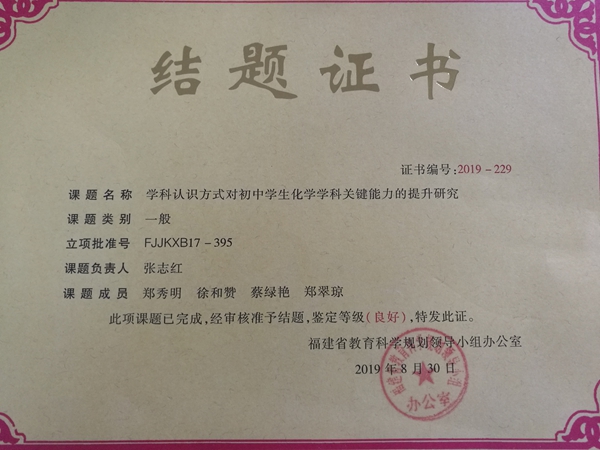 结题证书
证书编号:2019-229
课题名称 学科认识方式对初中学生化学学科关键能力的提升研究
课题类别 一般
立项批准号 FJJKXB17-395
课题负责人 张志红
课题成员 郑秀明 徐和赞 蔡绿艳 郑翠琼
此项课题已完成,经审核准予结题,鉴定等级(良好),特发此证。
福建省教育科学规划领导小组办公室
2019年8月30日
办公室